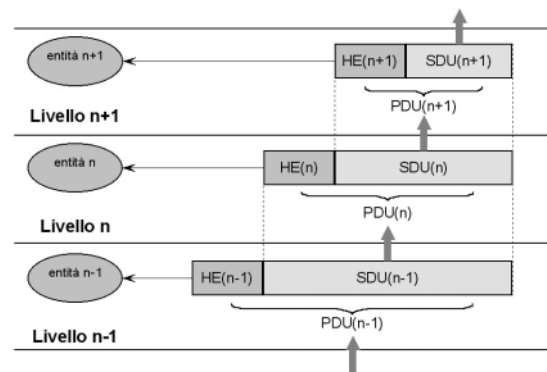 entità n+1
HE(n+1)
SDU(n+1)
PDU(n+1)
Livello n+1
entità n
HE(n)
SDU(n)
PDU(n)
Livello n
entità n-1
HE(n-1)
SDU(n-1)
PDU(n-1)
Livello n-1